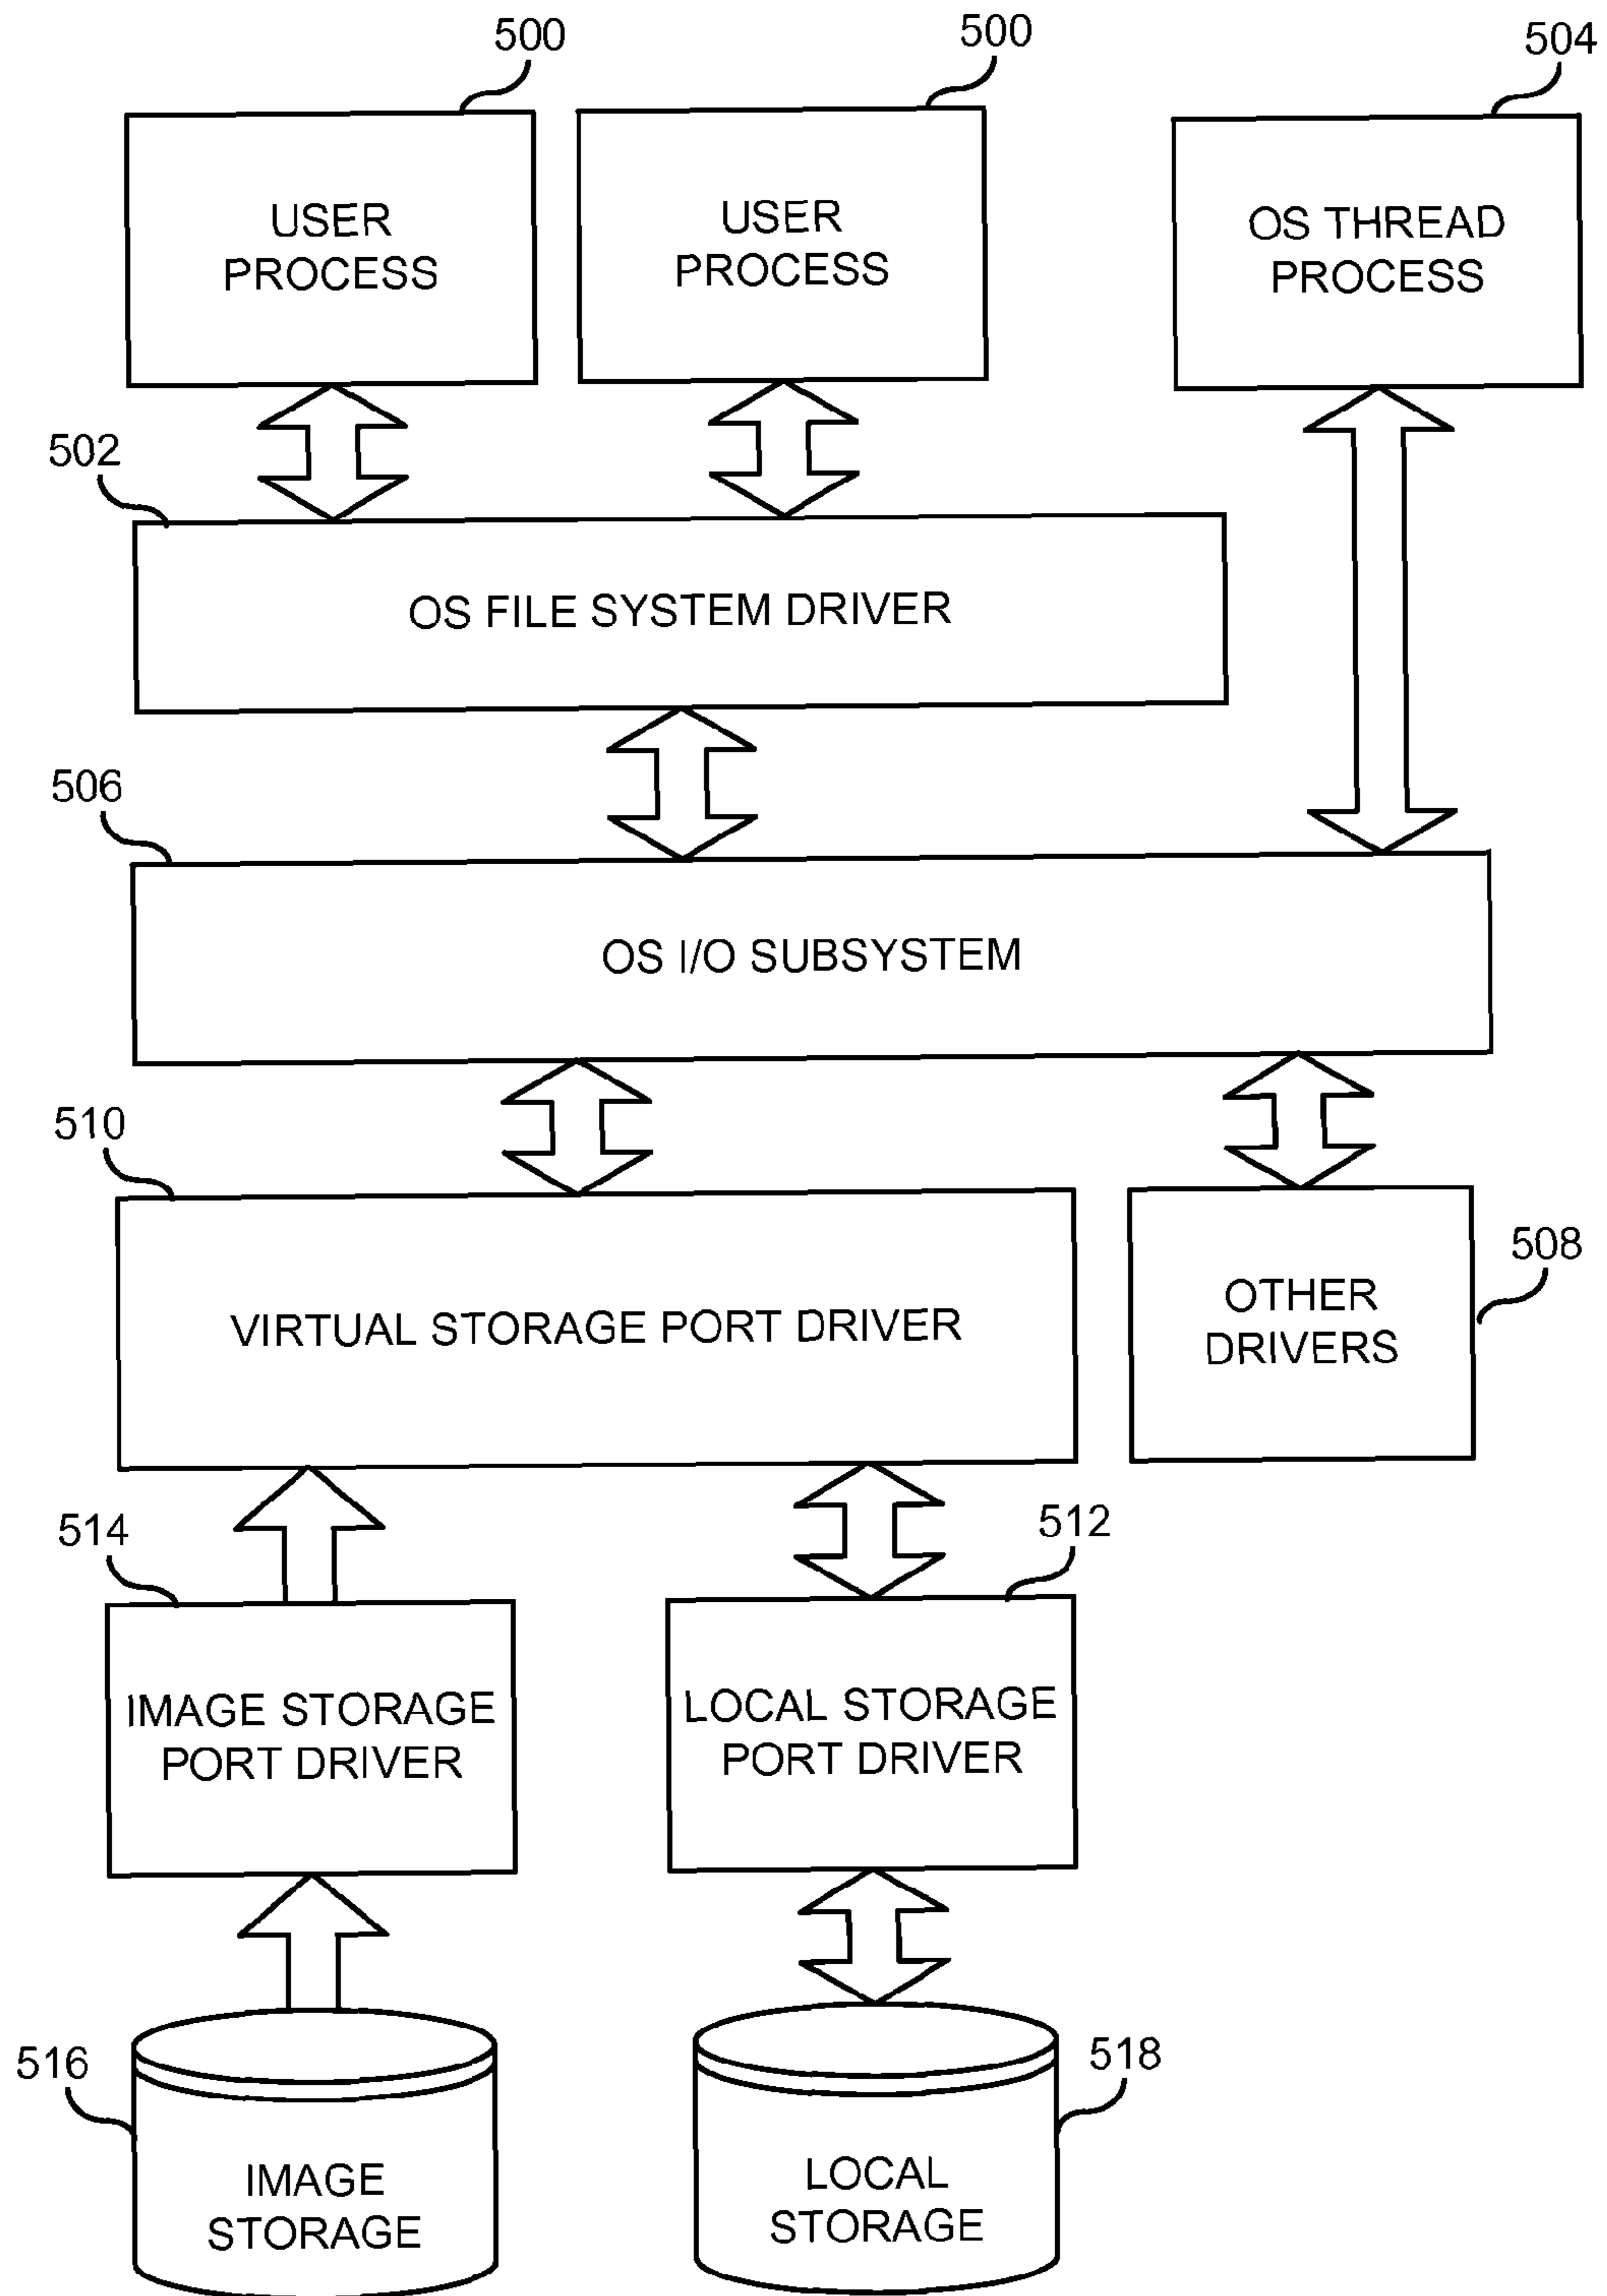 500
500
504
USER
PROCESS
USER
PROCESS
OS THREAD
PROCESS
502
OS FILE SYSTEM DRIVER
506
OS I/O SUBSYSTEM
510
VIRTUAL STORAGE PORT DRIVER
OTHER
DRIVERS
508
514
512
IMAGE STORAGE
PORT DRIVER
LOCAL STORAGE
PORT DRIVER
516
518
IMAGE
STORAGE
LOCAL
STORAGE